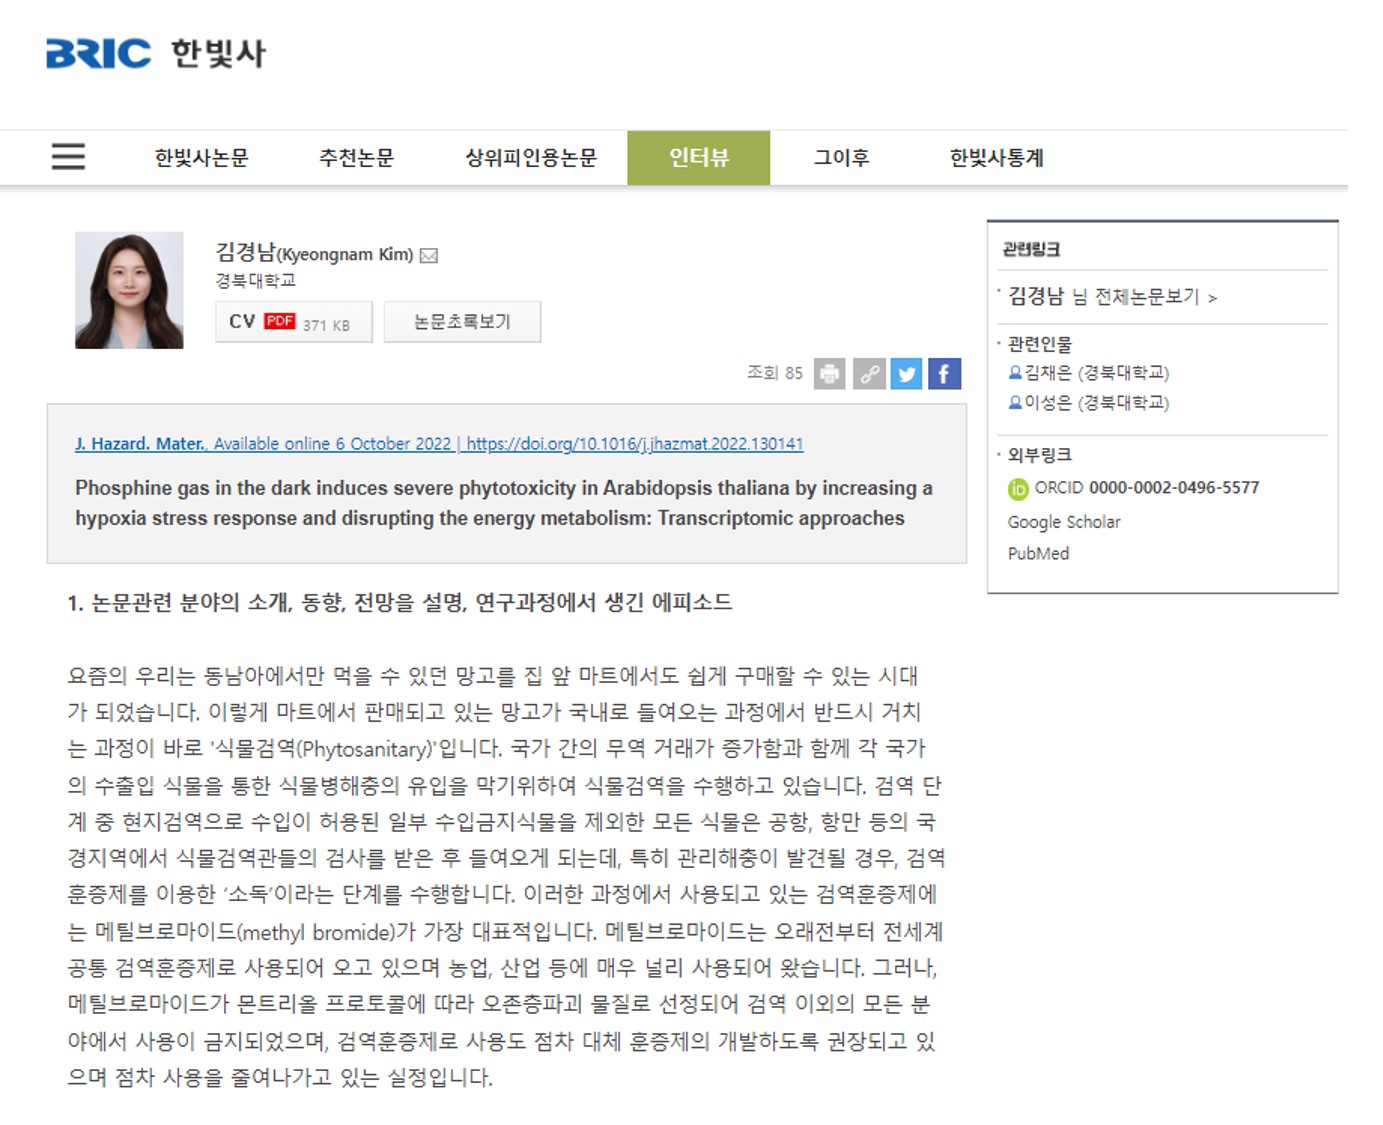 BRIC 한빛사
한빛사논문 추천논문 상위피인용논문 인터뷰 그이후 한빛사통계
김경남(Kyeongnam Kim)
경북대학교
CV PDF 371 KB 논문초록보기
조회 85
J. Hazard. Mater., Available online 6 October 2022 | https://doi.org/10.1016/j.jhazmat.2022.130141
Phosphine gas in the dark induces severe phytotoxicity in Arabidopsis thaliana by increasing a
hypoxia stress response and disrupting the energy metabolism: Transcriptomic approaches
관련링크
김경남 님 전체논문보기 >
관련인물
김채은 (경북대학교)
이성은 (경북대학교)
외부링크
iD ORCID 0000-0002-0496-5577
Google Scholar
PubMed
1. 논문관련 분야의 소개, 동향, 전망을 설명, 연구과정에서 생긴 에피소드
요즘의 우리는 동남아에서만 먹을 수 있던 망고를 집 앞 마트에서도 쉽게 구매할 수 있는 시대
가 되었습니다. 이렇게 마트에서 판매되고 있는 망고가 국내로 들여오는 과정에서 반드시 거치
는 과정이 바로 '식물검역(Phytosanitary)'입니다. 국가 간의 무역 거래가 증가함과 함께 각 국가
의 수출입 식물을 통한 식물병해충의 유입을 막기위하여 식물검역을 수행하고 있습니다. 검역 단
계 중 현지검역으로 수입이 허용된 일부 수입금지식물을 제외한 모든 식물은 공항, 항만 등의 국
경지역에서 식물검역관들의 검사를 받은 후 들여오게 되는데, 특히 관리해충이 발견될 경우, 검역
훈증제를 이용한 ‘소독’이라는 단계를 수행합니다. 이러한 과정에서 사용되고 있는 검역훈증제에
는 메틸브로마이드(methyl bromide)가 가장 대표적입니다. 메틸브로마이드는 오래전부터 전세계
공통 검역훈증제로 사용되어 오고 있으며 농업, 산업 등에 매우 널리 사용되어 왔습니다. 그러나,
메틸브로마이드가 몬트리올 프로토콜에 따라 오존층파괴 물질로 선정되어 검역 이외의 모든 분
야에서 사용이 금지되었으며, 검역훈증제로 사용도 점차 대체 훈증제의 개발하도록 권장되고 있
으며 점차 사용을 줄여나가고 있는 실정입니다.